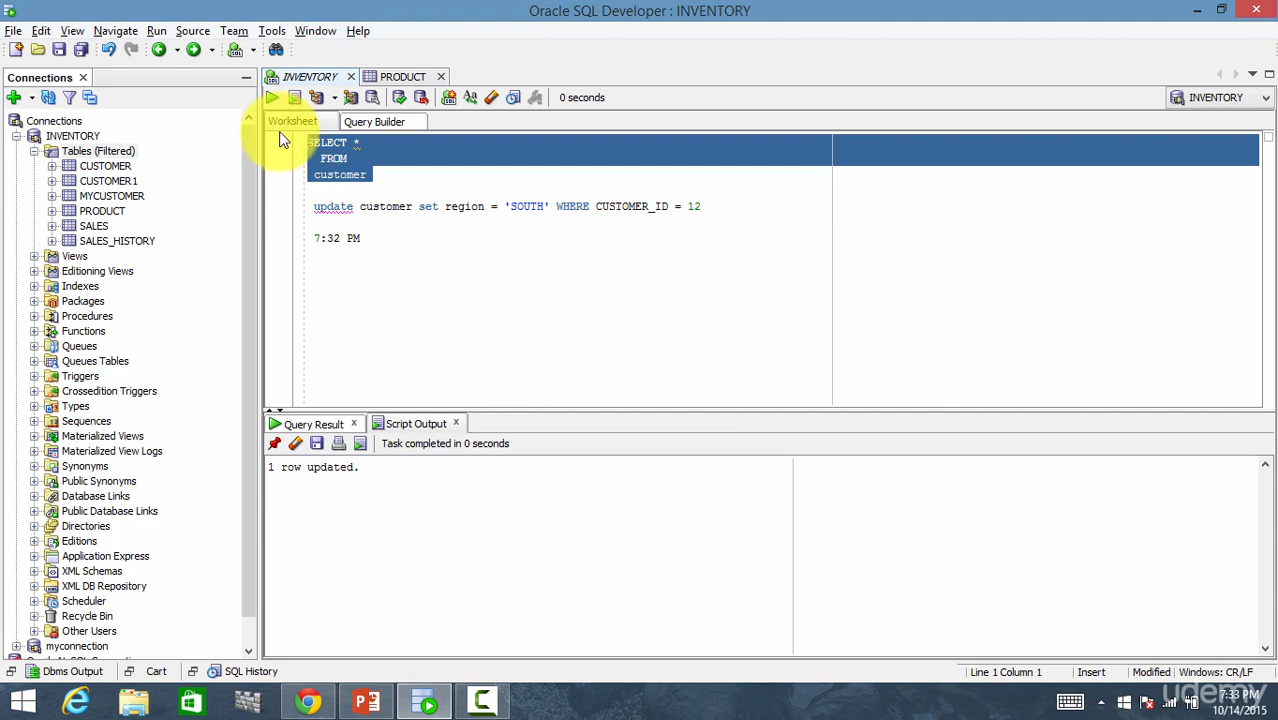 Oracle SQL Developer : INVENTORY
File Edit View Navigate Run Source Team Tools Window Help
Connections
INVENTORY PRODUCT
0 seconds
INVENTORY
Worksheet Query Builder
Connections
INVENTORY
Tables (Filtered)
CUSTOMER
CUSTOMER1
MYCUSTOMER
PRODUCT
SALES
SALES_HISTORY
Views
Editioning Views
Indexes
Packages
Procedures
Functions
Queues
Queues Tables
Triggers
Crossedition Triggers
Types
Sequences
Materialized Views
Materialized View Logs
Synonyms
Public Synonyms
Database Links
Public Database Links
Directories
Editions
Application Express
XML Schemas
XML DB Repository
Scheduler
Recycle Bin
Other Users
myconnection
SELECT *
FROM
customer
update customer set region = 'SOUTH' WHERE CUSTOMER_ID = 12
7:32 PM
Query Result Script Output
Task completed in 0 seconds
1 row updated.
Dbms Output Cart SQL History
Line 1 Column 1 Insert Modified Windows: CR/LF
7:33 PM
10/14/2015
udemy